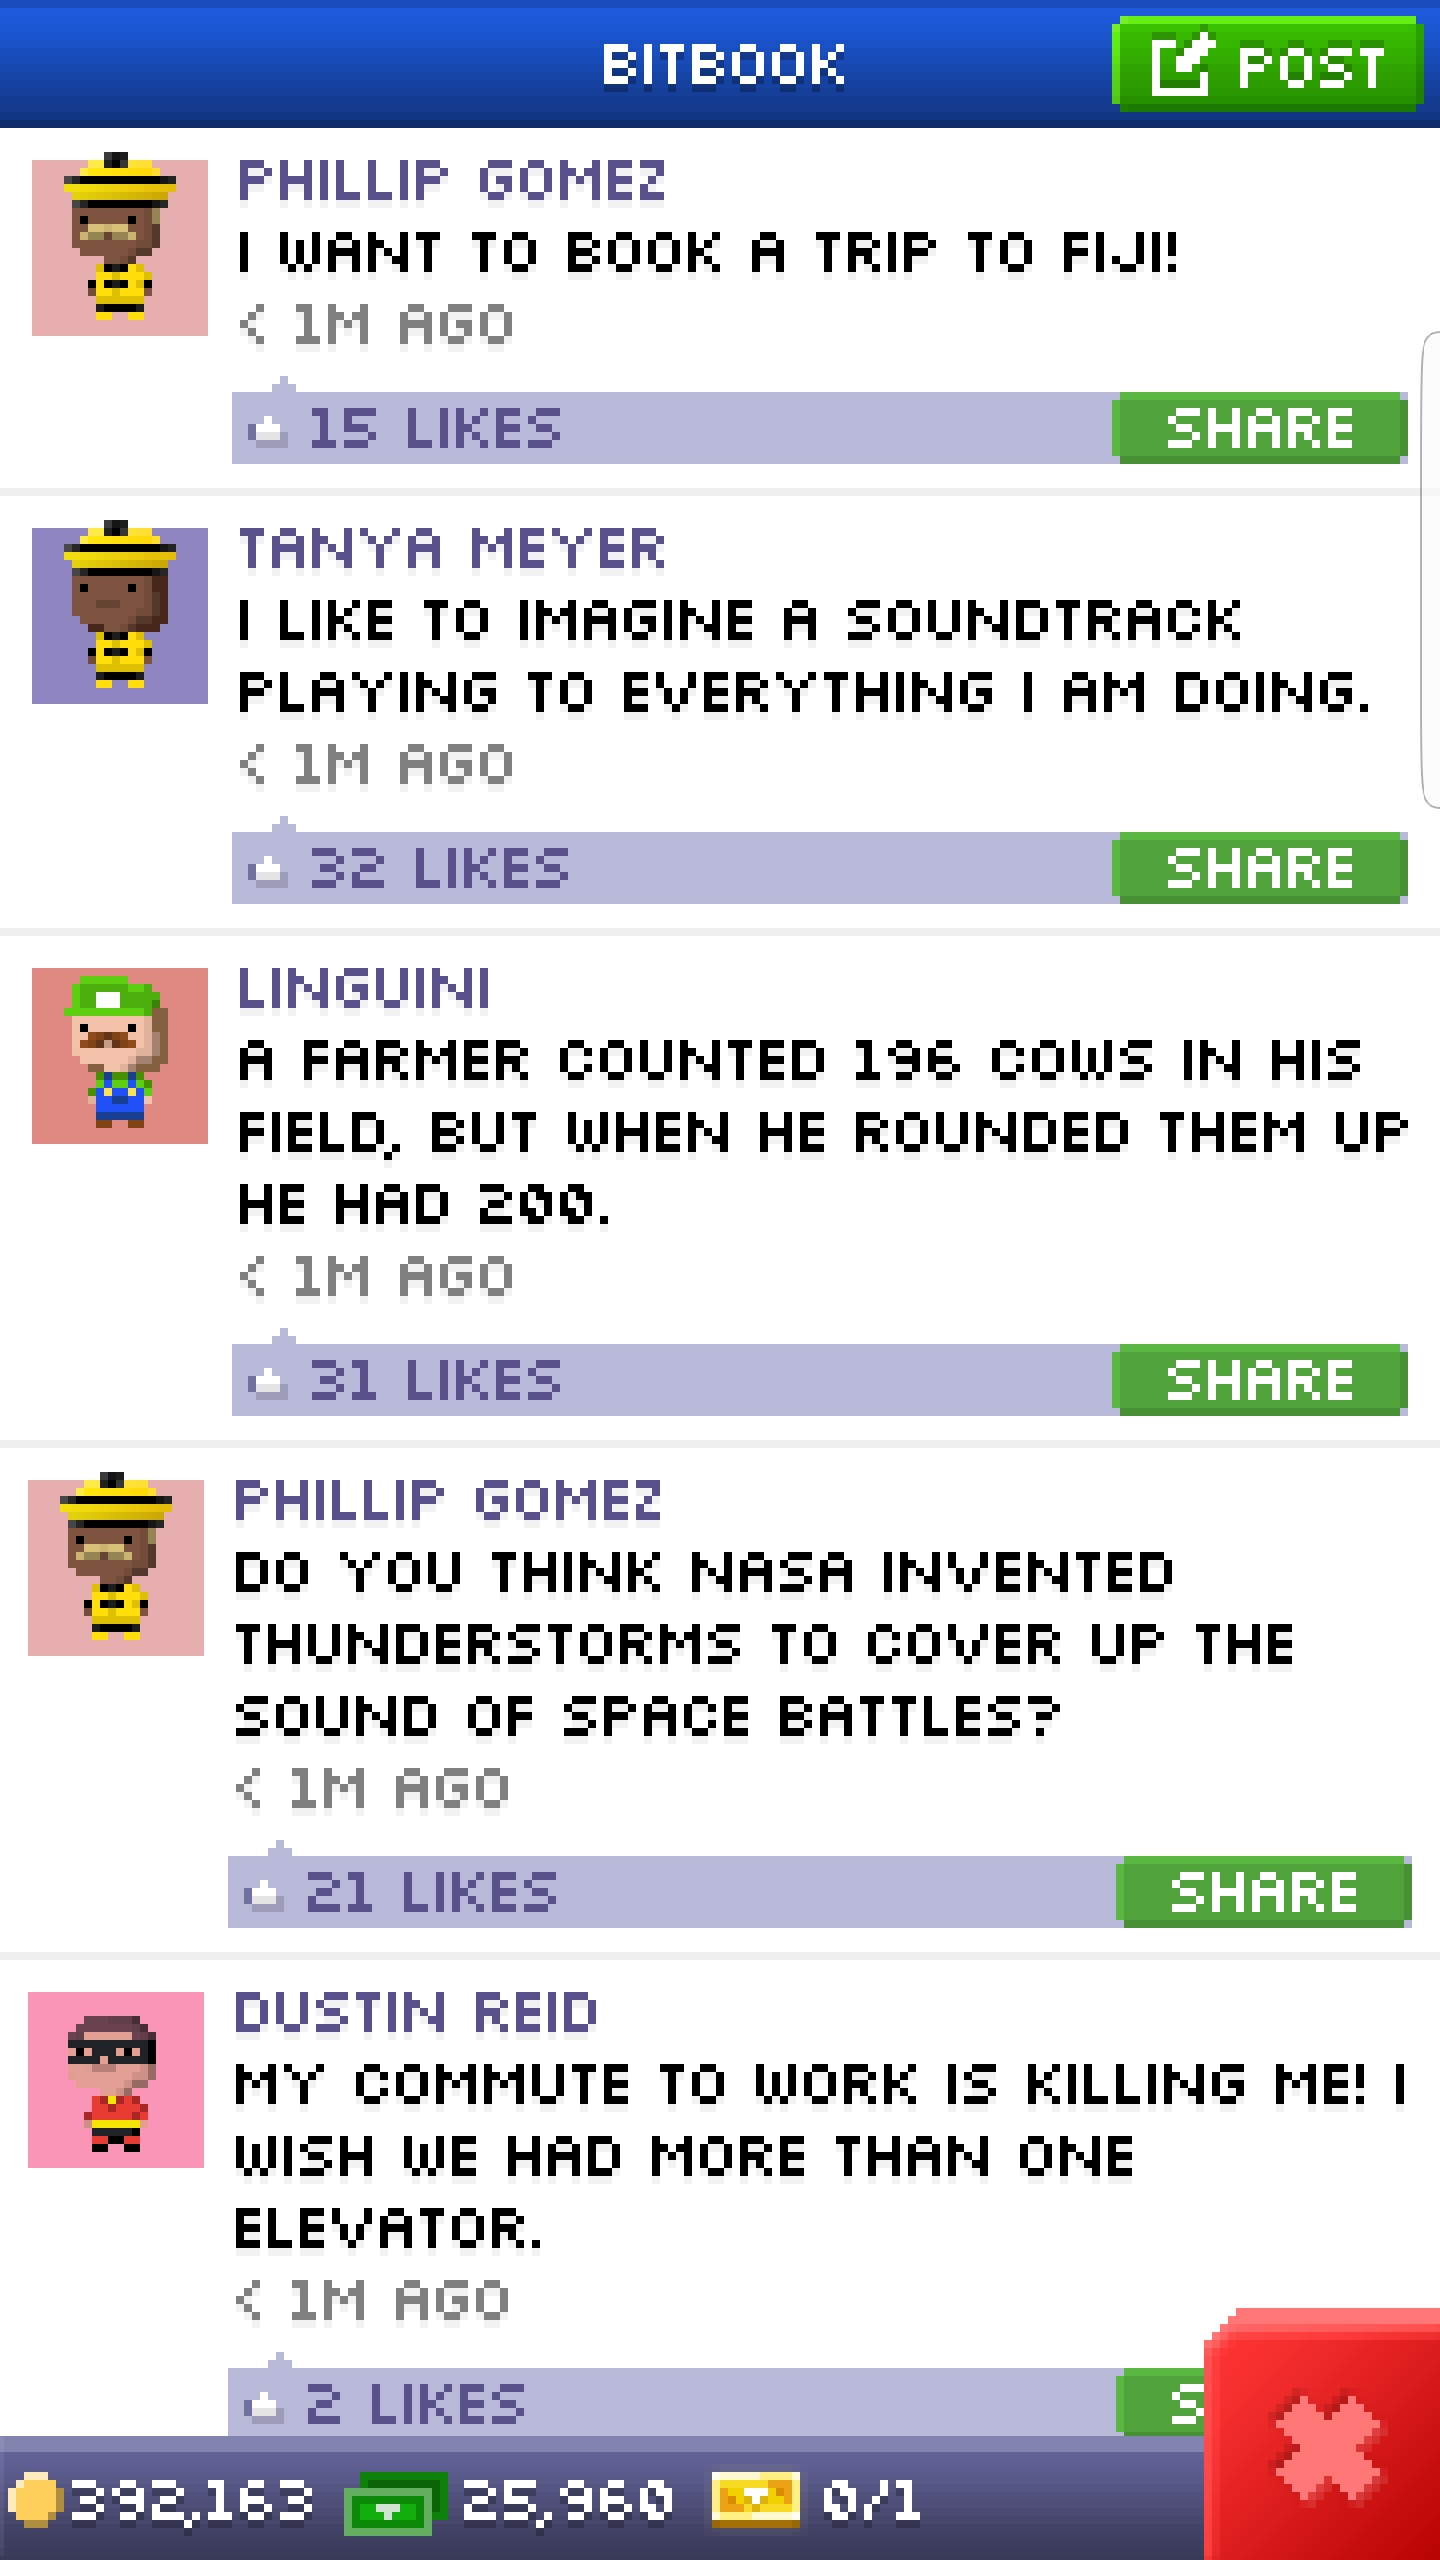 BITBOOK
POST
PHILLIP GOMEZ
I WANT TO BOOK A TRIP TO FIJI!
< 1M AGO
15 LIKES
SHARE
TANYA MEYER
I LIKE TO IMAGINE A SOUNDTRACK
PLAYING TO EVERYTHING I AM DOING.
< 1M AGO
32 LIKES
SHARE
LINGUINI
A FARMER COUNTED 196 COWS IN HIS
FIELD, BUT WHEN HE ROUNDED THEM UP
HE HAD 200.
< 1M AGO
31 LIKES
SHARE
PHILLIP GOMEZ
DO YOU THINK NASA INVENTED
THUNDERSTORMS TO COVER UP THE
SOUND OF SPACE BATTLES?
< 1M AGO
21 LIKES
SHARE
DUSTIN REID
MY COMMUTE TO WORK IS KILLING ME! I
WISH WE HAD MORE THAN ONE
ELEVATOR.
< 1M AGO
2 LIKES
392,163 25,960 0/1